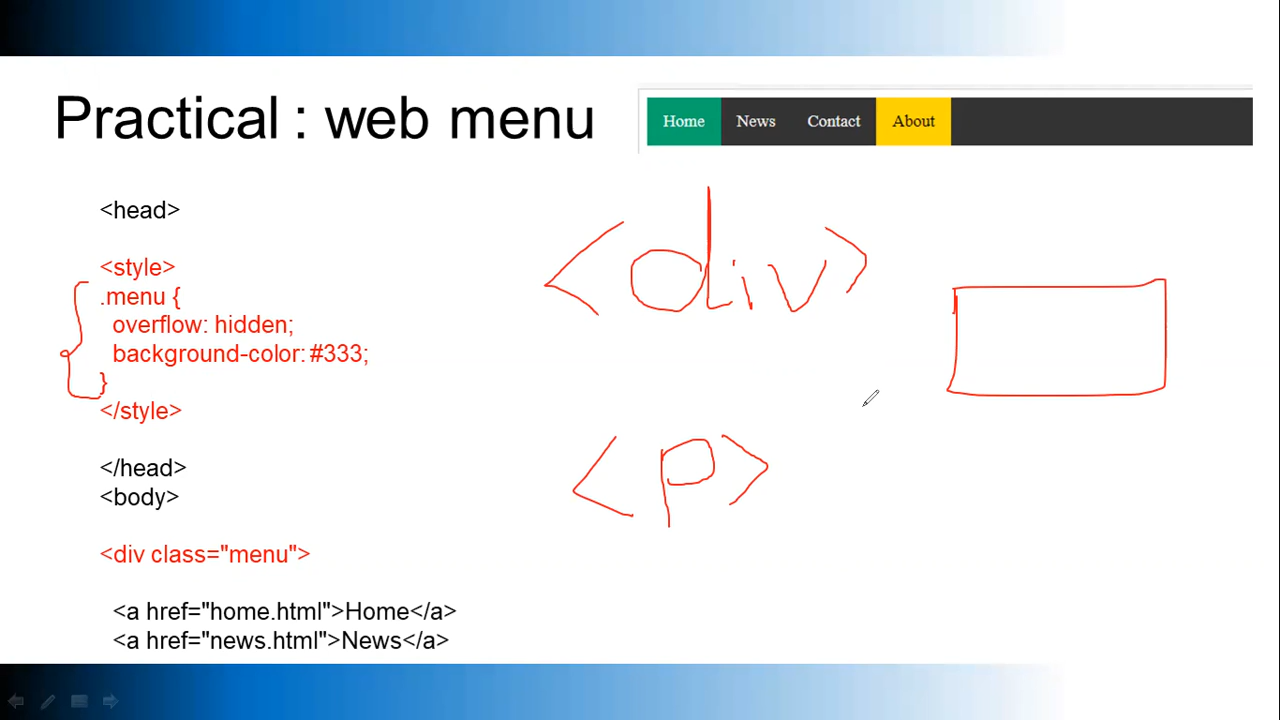 Practical : web menu
Home News Contact About
<head>
<style>
.menu {
overflow: hidden;
background-color: #333;
}
</style>
</head>
<body>
<div class="menu">
<a href="home.html">Home</a>
<a href="news.html">News</a>
<div>
<p>